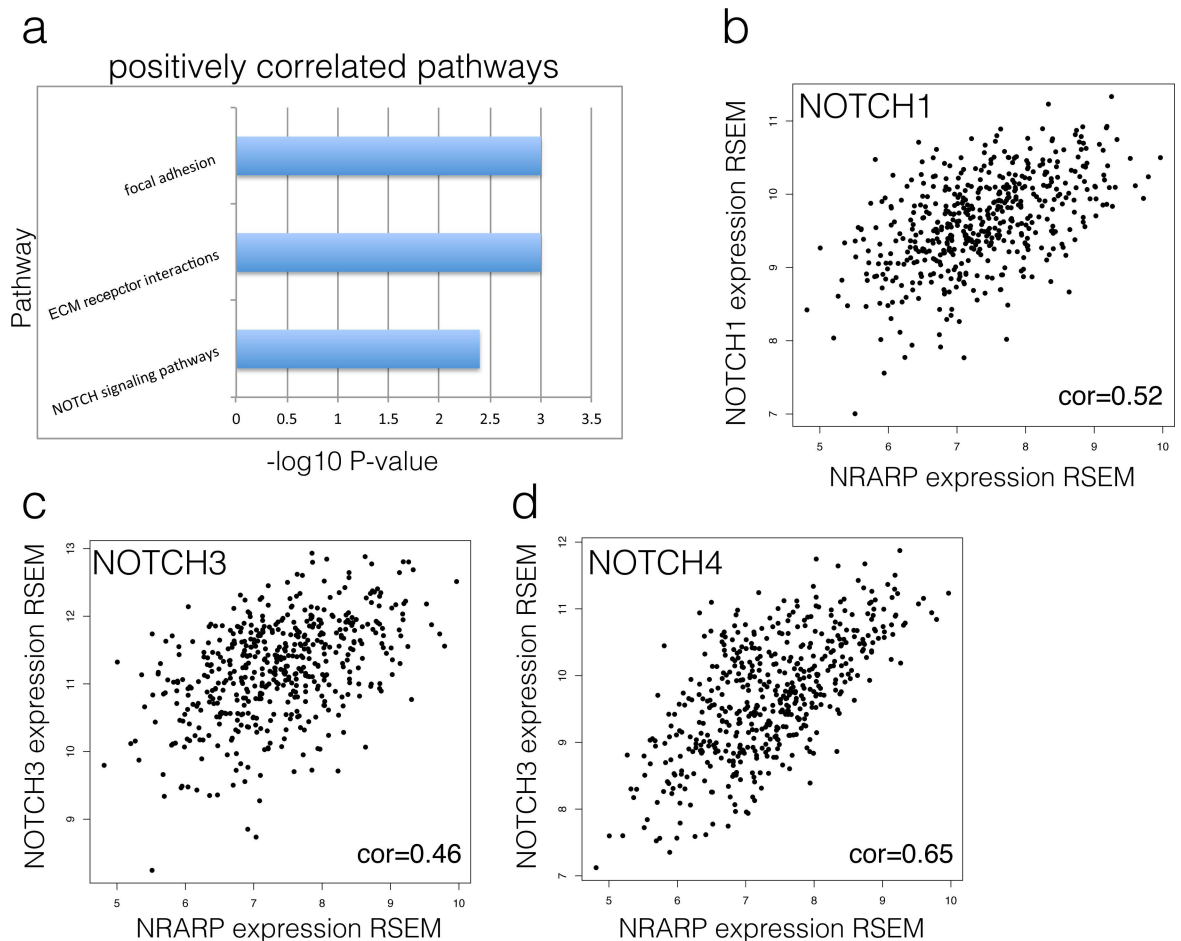 a
positively correlated pathways
Pathway
focal adhesion
ECM recepctor interactions
NOTCH signaling pathways
0 0.5 1 1.5 2 2.5 3 3.5
-log10 P-value
b
NOTCH1
NOTCH1 expression RSEM
11
10
9
8
7
cor=0.52
5 6 7 8 9 10
NRARP expression RSEM
c
NOTCH3
NOTCH3 expression RSEM
13
12
11
10
9
cor=0.46
5 6 7 8 9 10
NRARP expression RSEM
d
NOTCH4
NOTCH3 expression RSEM
12
11
10
9
8
7
cor=0.65
5 6 7 8 9 10
NRARP expression RSEM